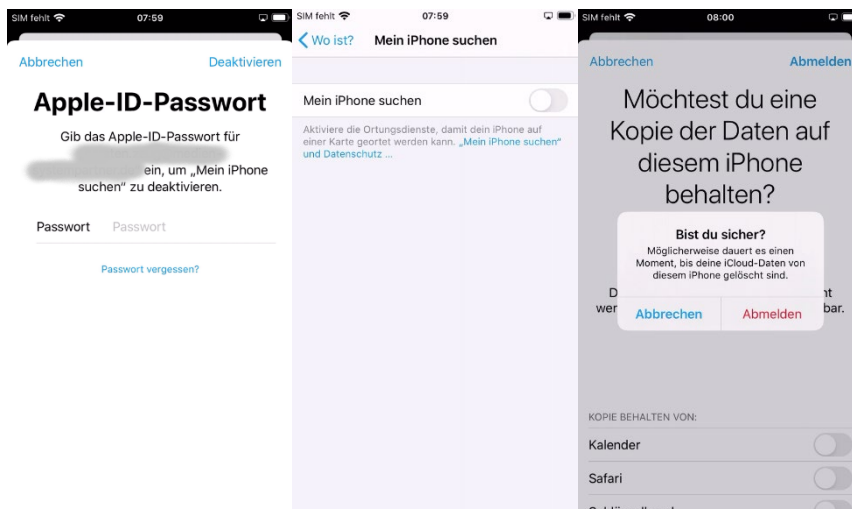 SIM fehlt 07:59
Abbrechen Deaktivieren
Apple-ID-Passwort
Gib das Apple-ID-Passwort für
ein, um „Mein iPhone
suchen“ zu deaktivieren.
Passwort Passwort
Passwort vergessen?
SIM fehlt 07:59
Wo ist? Mein iPhone suchen
Mein iPhone suchen
Aktiviere die Ortungsdienste, damit dein iPhone auf
einer Karte geortet werden kann. „Mein iPhone suchen“
und Datenschutz ...
SIM fehlt 08:00
Abbrechen Abmelden
Möchtest du eine
Kopie der Daten auf
diesem iPhone
behalten?
Bist du sicher?
Möglicherweise dauert es einen
Moment, bis deine iCloud-Daten von
diesem iPhone gelöscht sind.
Abbrechen Abmelden
KOPIE BEHALTEN VON:
Kalender
Safari